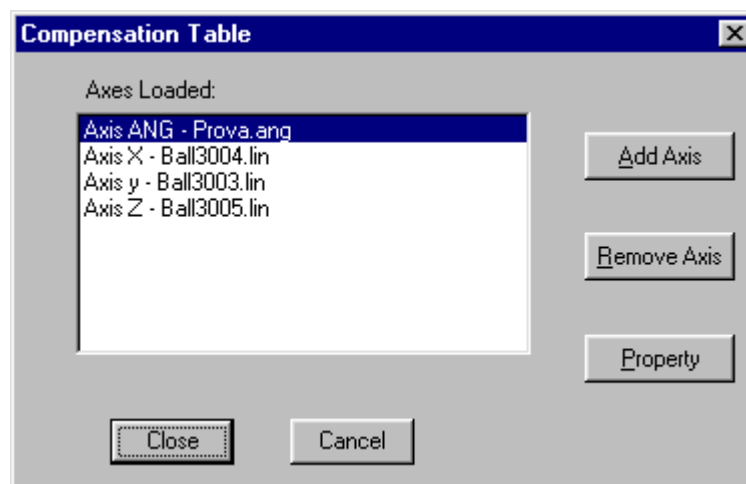 Compensation Table
Axes Loaded:
Axis ANG - Prova.ang
Axis X - Ball3004.lin
Axis y - Ball3003.lin
Axis Z - Ball3005.lin
Add Axis
Remove Axis
Property
Close
Cancel